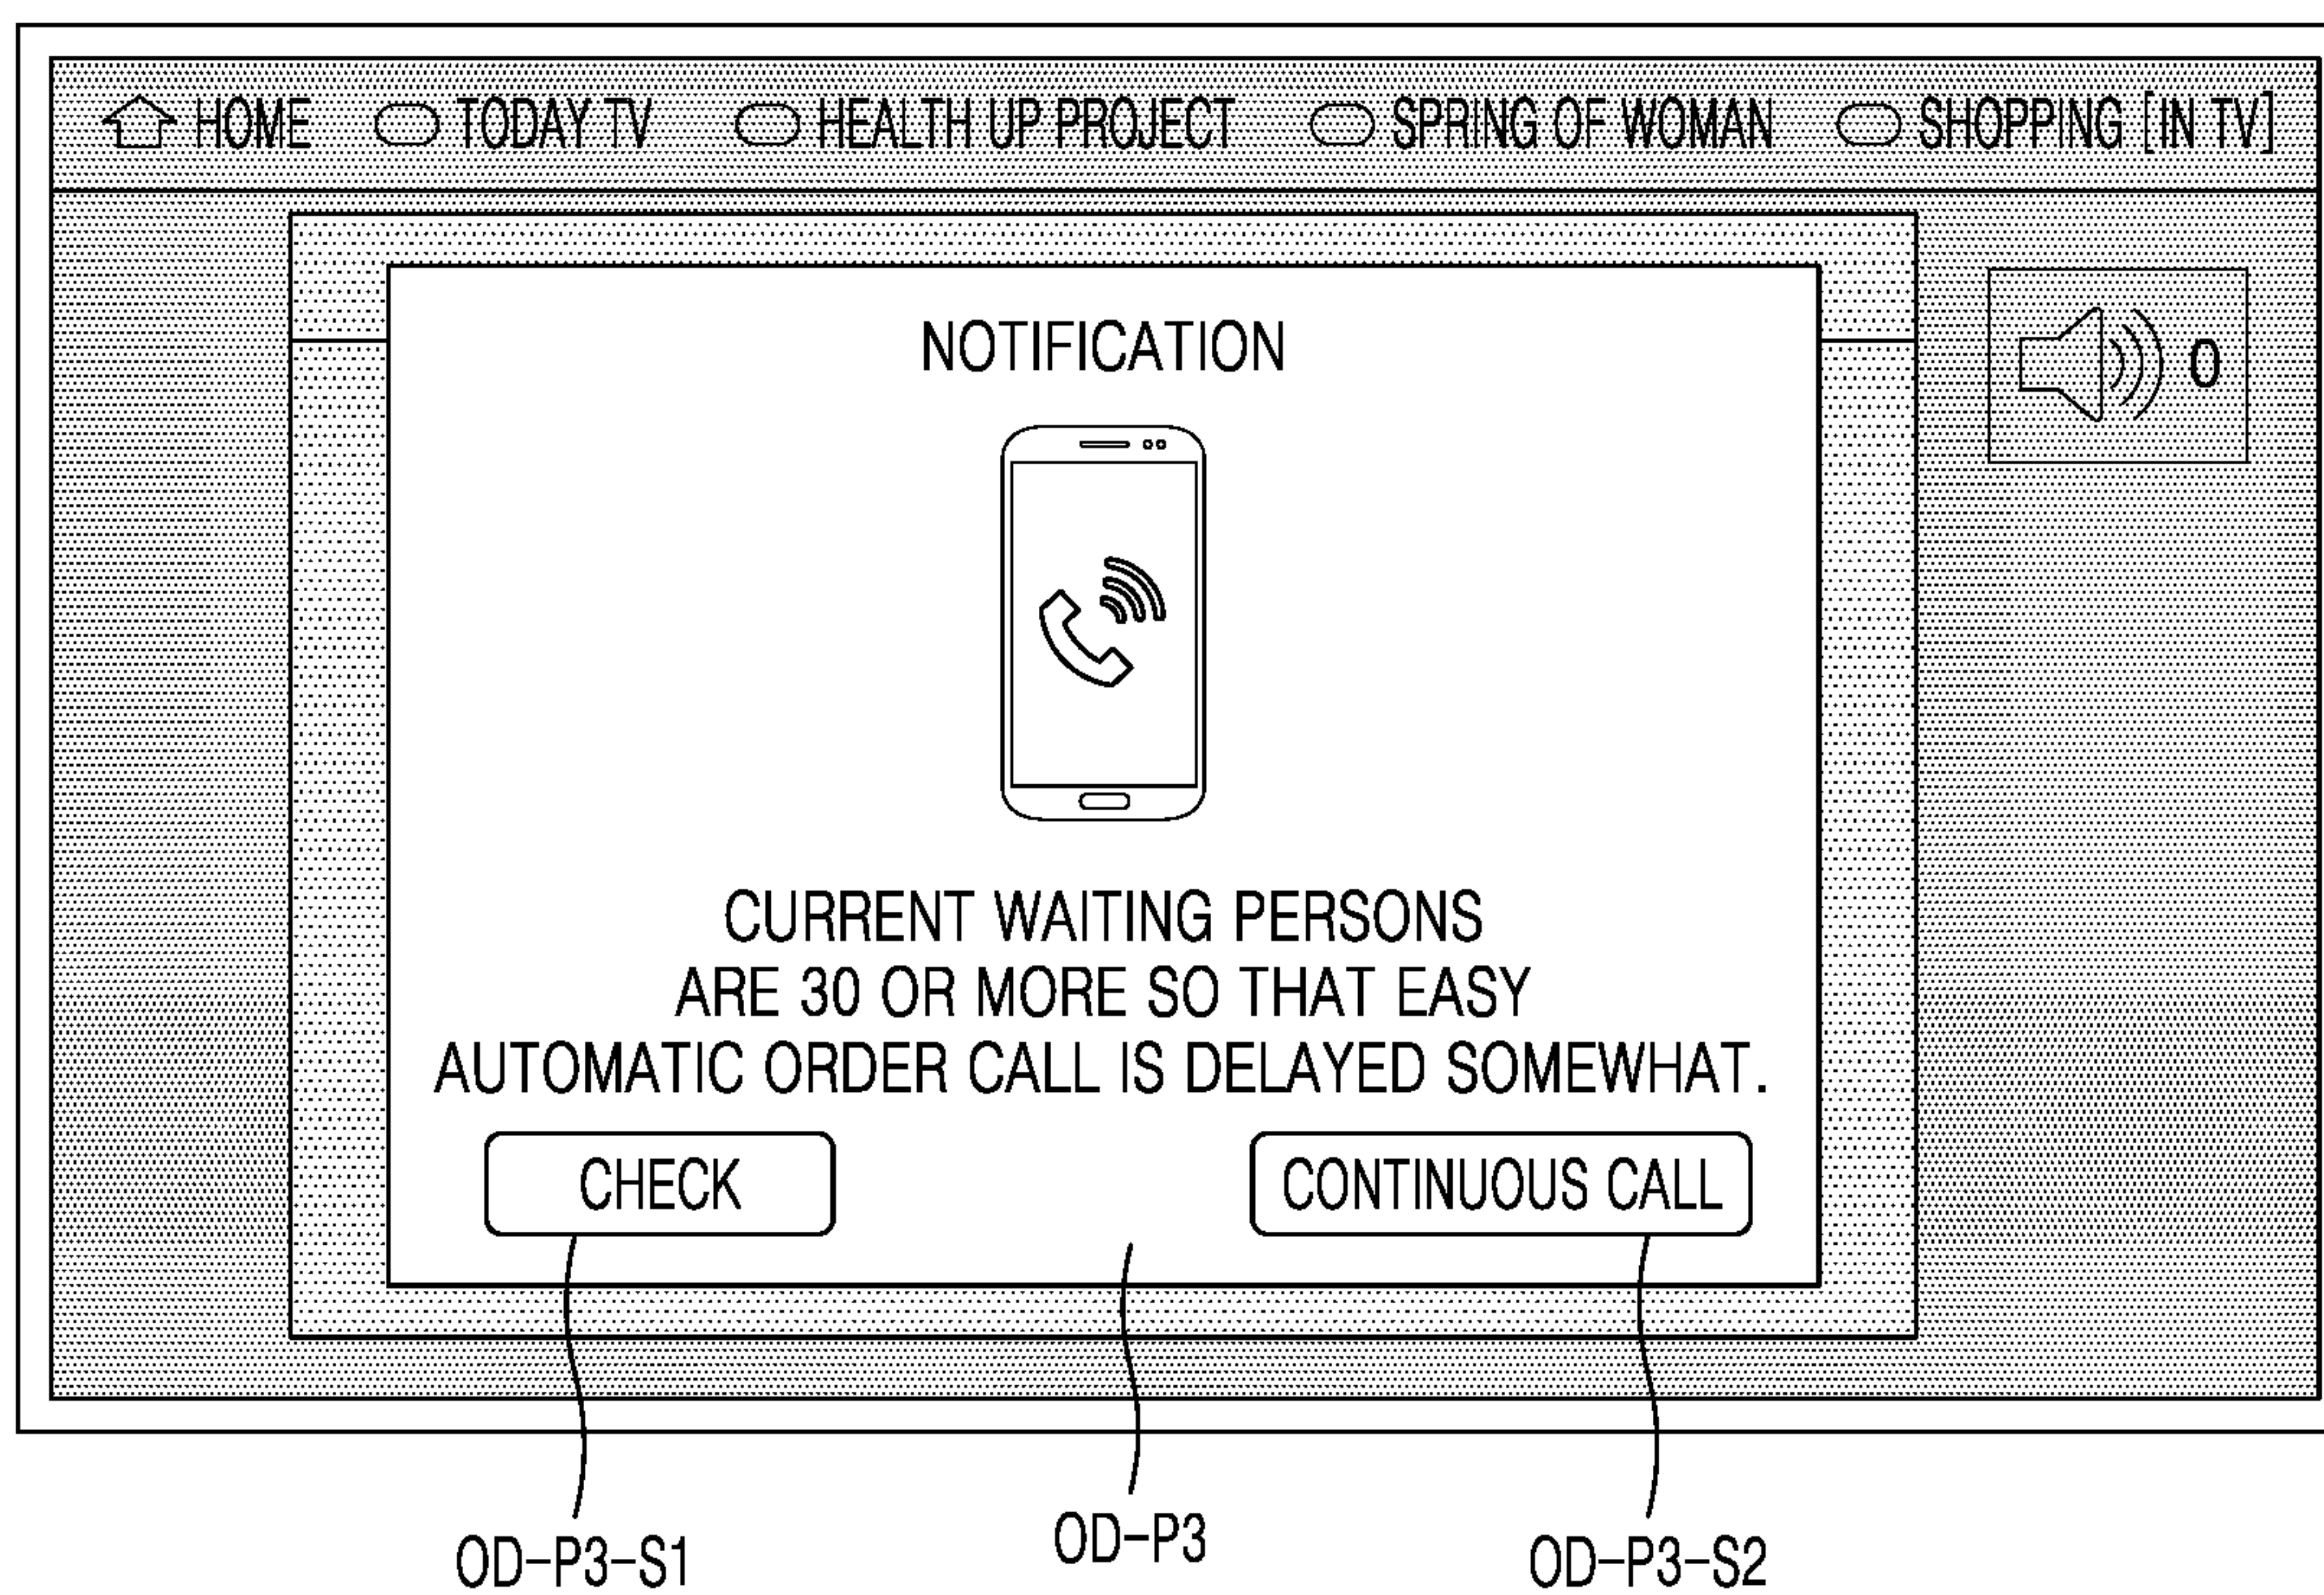 HOME TODAY TV HEALTH UP PROJECT SPRING OF WOMAN SHOPPING [IN TV]
NOTIFICATION
0
CURRENT WAITING PERSONS
ARE 30 OR MORE SO THAT EASY
AUTOMATIC ORDER CALL IS DELAYED SOMEWHAT.
CHECK CONTINUOUS CALL
OD-P3-S1 OD-P3 OD-P3-S2